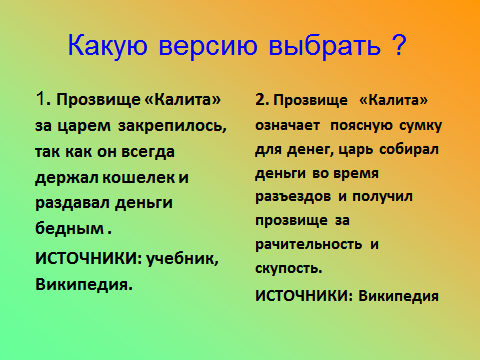 Какую версию выбрать ?
1. Прозвище «Калита»
за царем закрепилось,
так как он всегда
держал кошелек и
раздавал деньги
бедным .
ИСТОЧНИКИ: учебник,
Википедия.
2. Прозвище «Калита»
означает поясную сумку
для денег, царь собирал
деньги во время
разъездов и получил
прозвище за
рачительность и
скупость.
ИСТОЧНИКИ: Википедия